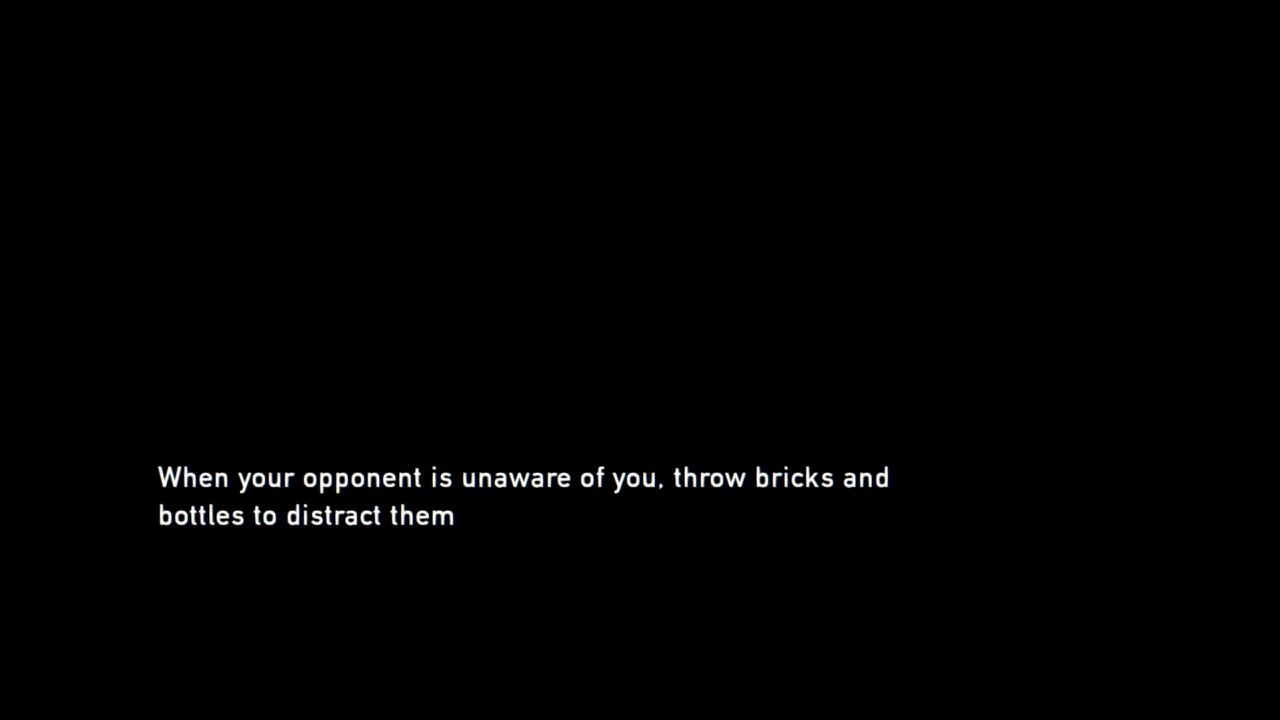 When your opponent is unaware of you, throw bricks and
bottles to distract them